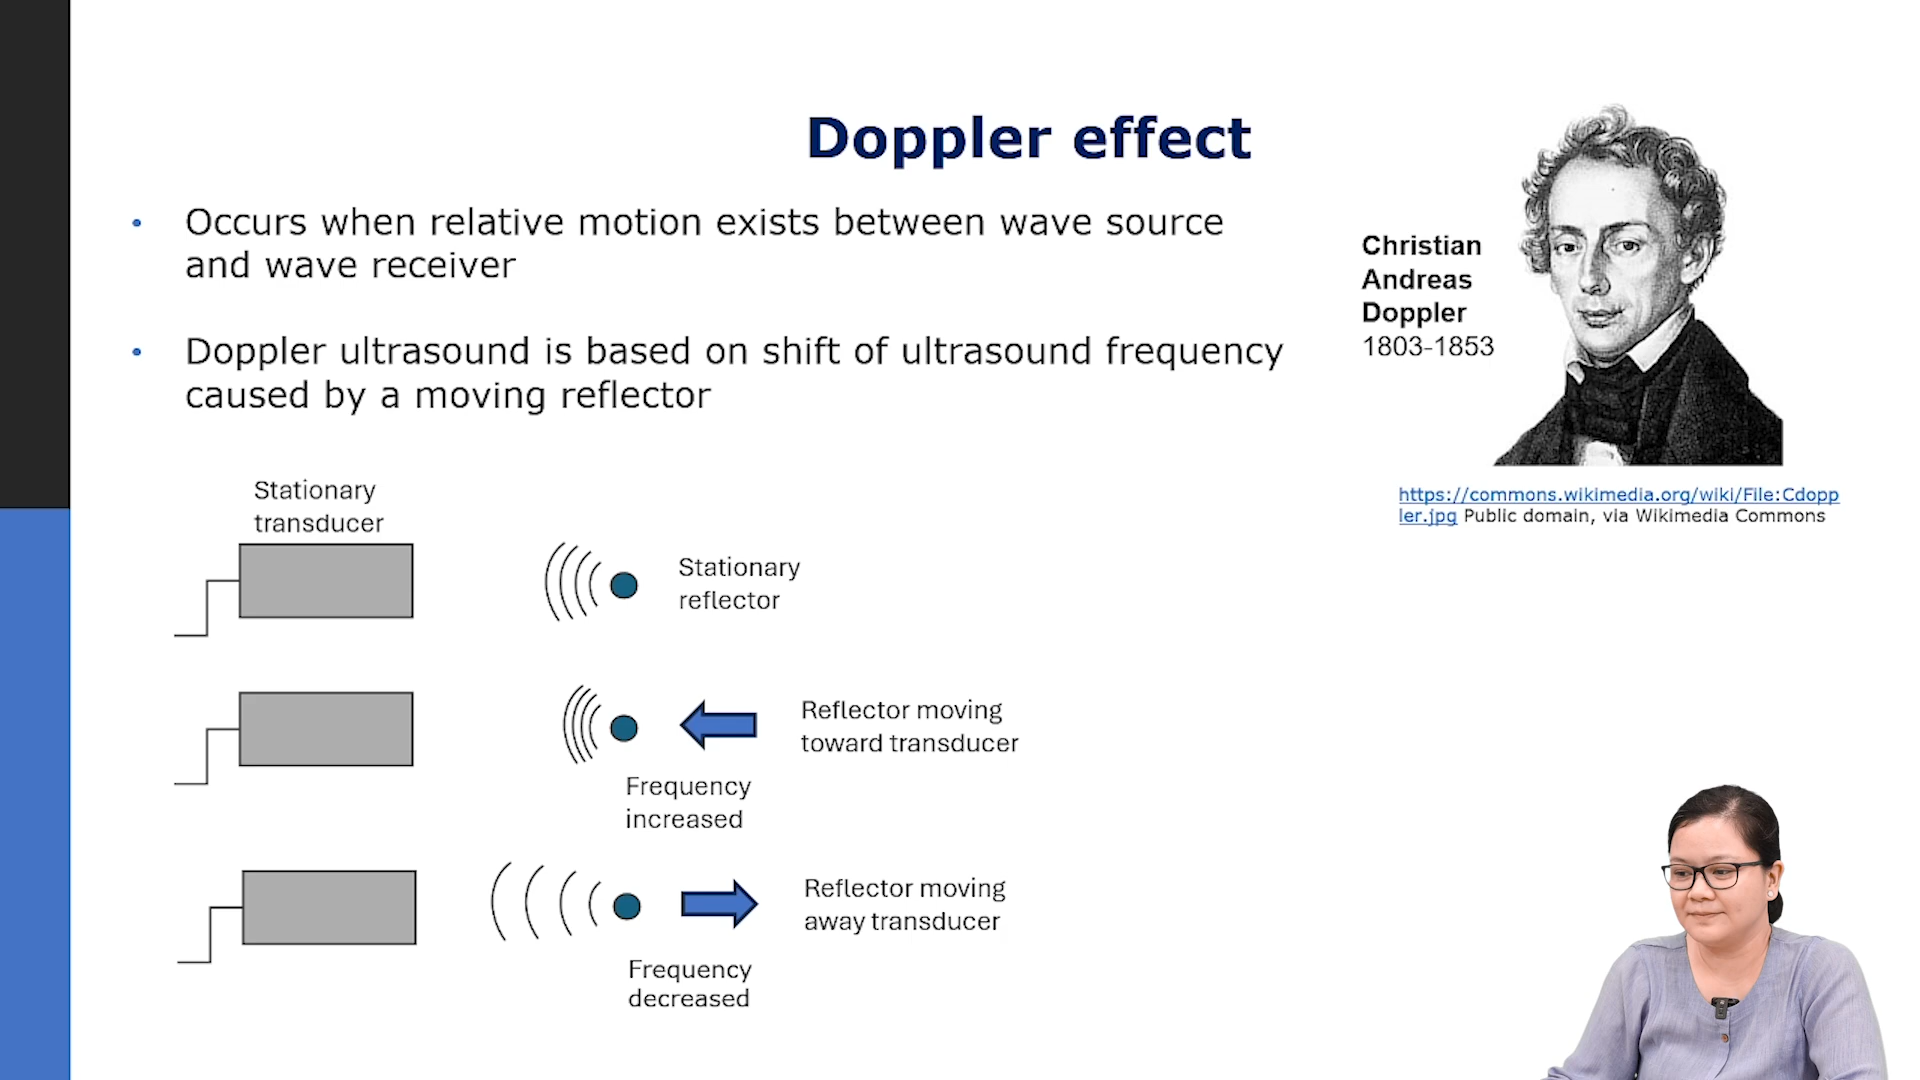 Doppler effect
• Occurs when relative motion exists between wave source
and wave receiver
• Doppler ultrasound is based on shift of ultrasound frequency
caused by a moving reflector
Christian
Andreas
Doppler
1803-1853
https://commons.wikimedia.org/wiki/File:Cdopp
ler.jpg Public domain, via Wikimedia Commons
Stationary
transducer
Stationary
reflector
Reflector moving
toward transducer
Frequency
increased
Reflector moving
away transducer
Frequency
decreased